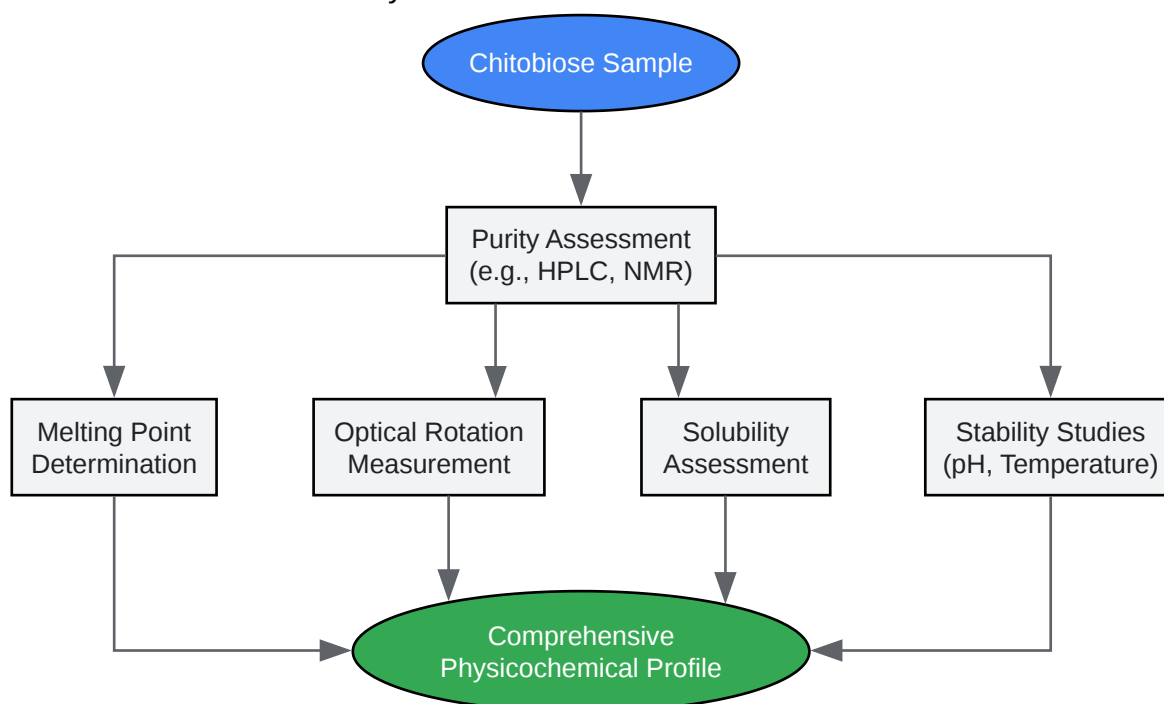 Chitobiose Sample
Purity Assessment
(e.g., HPLC, NMR)
Melting Point
Determination
Optical Rotation
Measurement
Solubility
Assessment
Stability Studies
(pH, Temperature)
Comprehensive
Physicochemical Profile